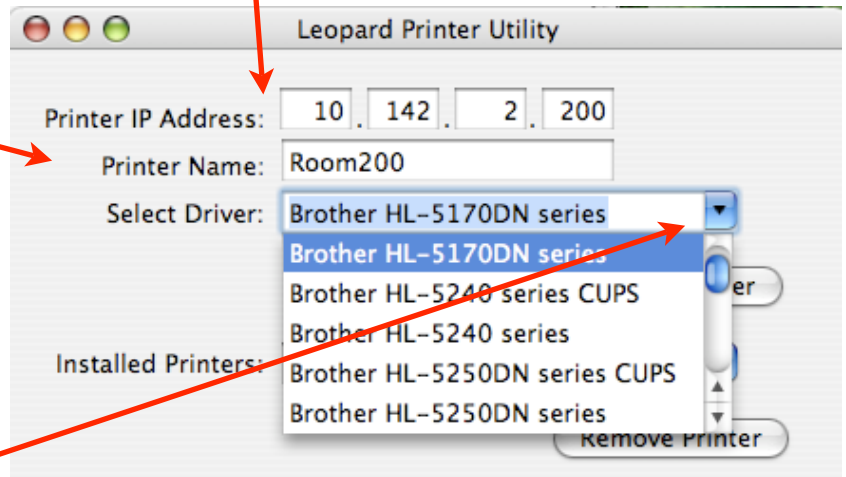 Leopard Printer Utility
Printer IP Address: 10 . 142 . 2 . 200
Printer Name: Room200
Select Driver: Brother HL-5170DN series
Brother HL-5170DN series
Brother HL-5240 series CUPS
er
Brother HL-5240 series
Installed Printers:
Brother HL-5250DN series CUPS
Brother HL-5250DN series
Remove Printer